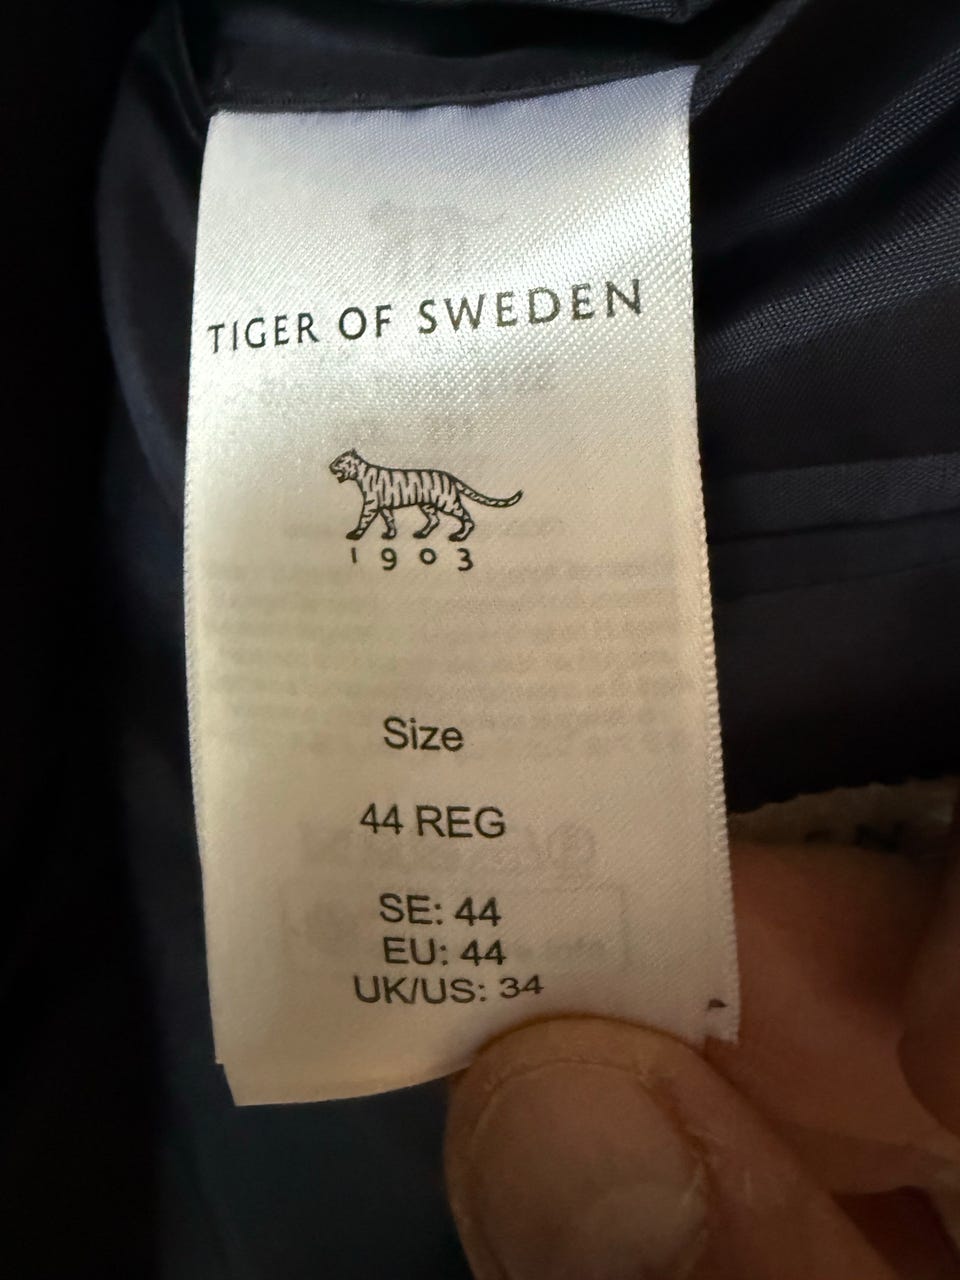 TIGER OF SWEDEN
1903
Size
44 REG
SE: 44
EU: 44
UK/US: 34